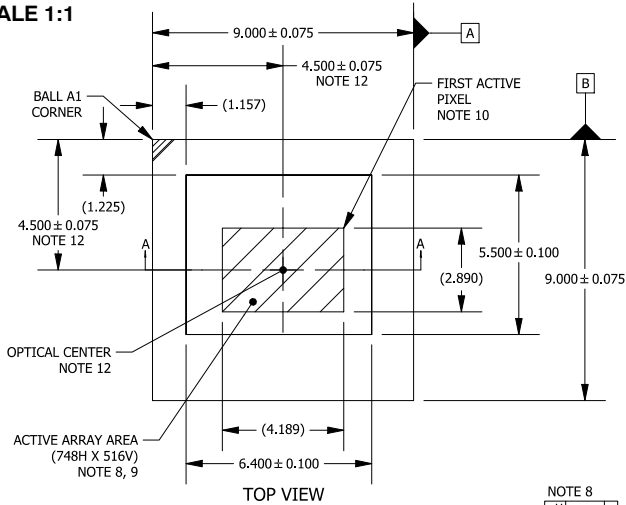 ALE 1:1
9.000 ± 0.075
A
4.500 ± 0.075
NOTE 12
BALL A1
CORNER
(1.157)
FIRST ACTIVE
PIXEL
NOTE 10
B
(1.225)
4.500 ± 0.075
NOTE 12
A
A
5.500 ± 0.100
(2.890)
9.000 ± 0.075
OPTICAL CENTER
NOTE 12
(4.189)
ACTIVE ARRAY AREA
(748H X 516V)
NOTE 8, 9
6.400 ± 0.100
TOP VIEW
NOTE 8